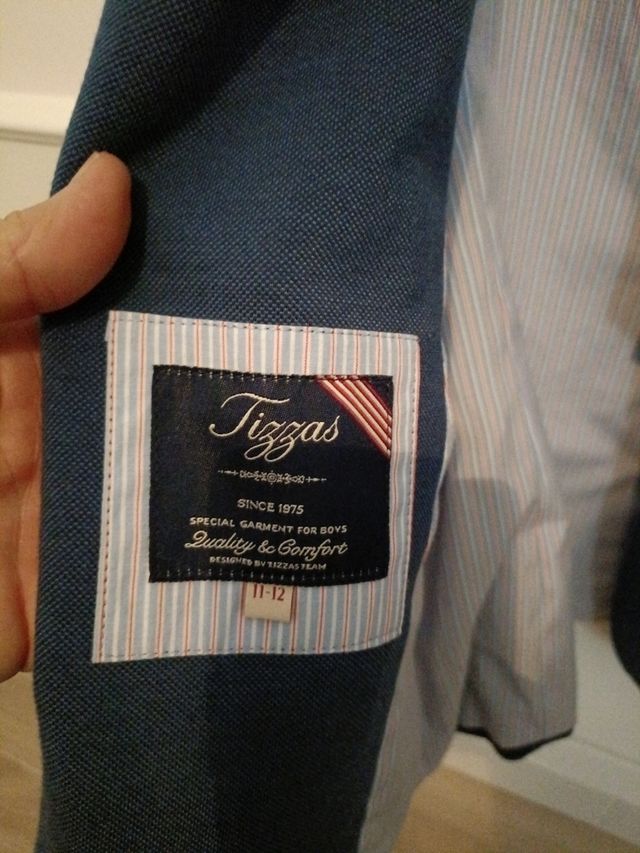 Tizzas
SINCE 1975
SPECIAL GARMENT FOR BOYS
Quality & Comfort
DESIGNED BY TIZZAS TEAM
11-12